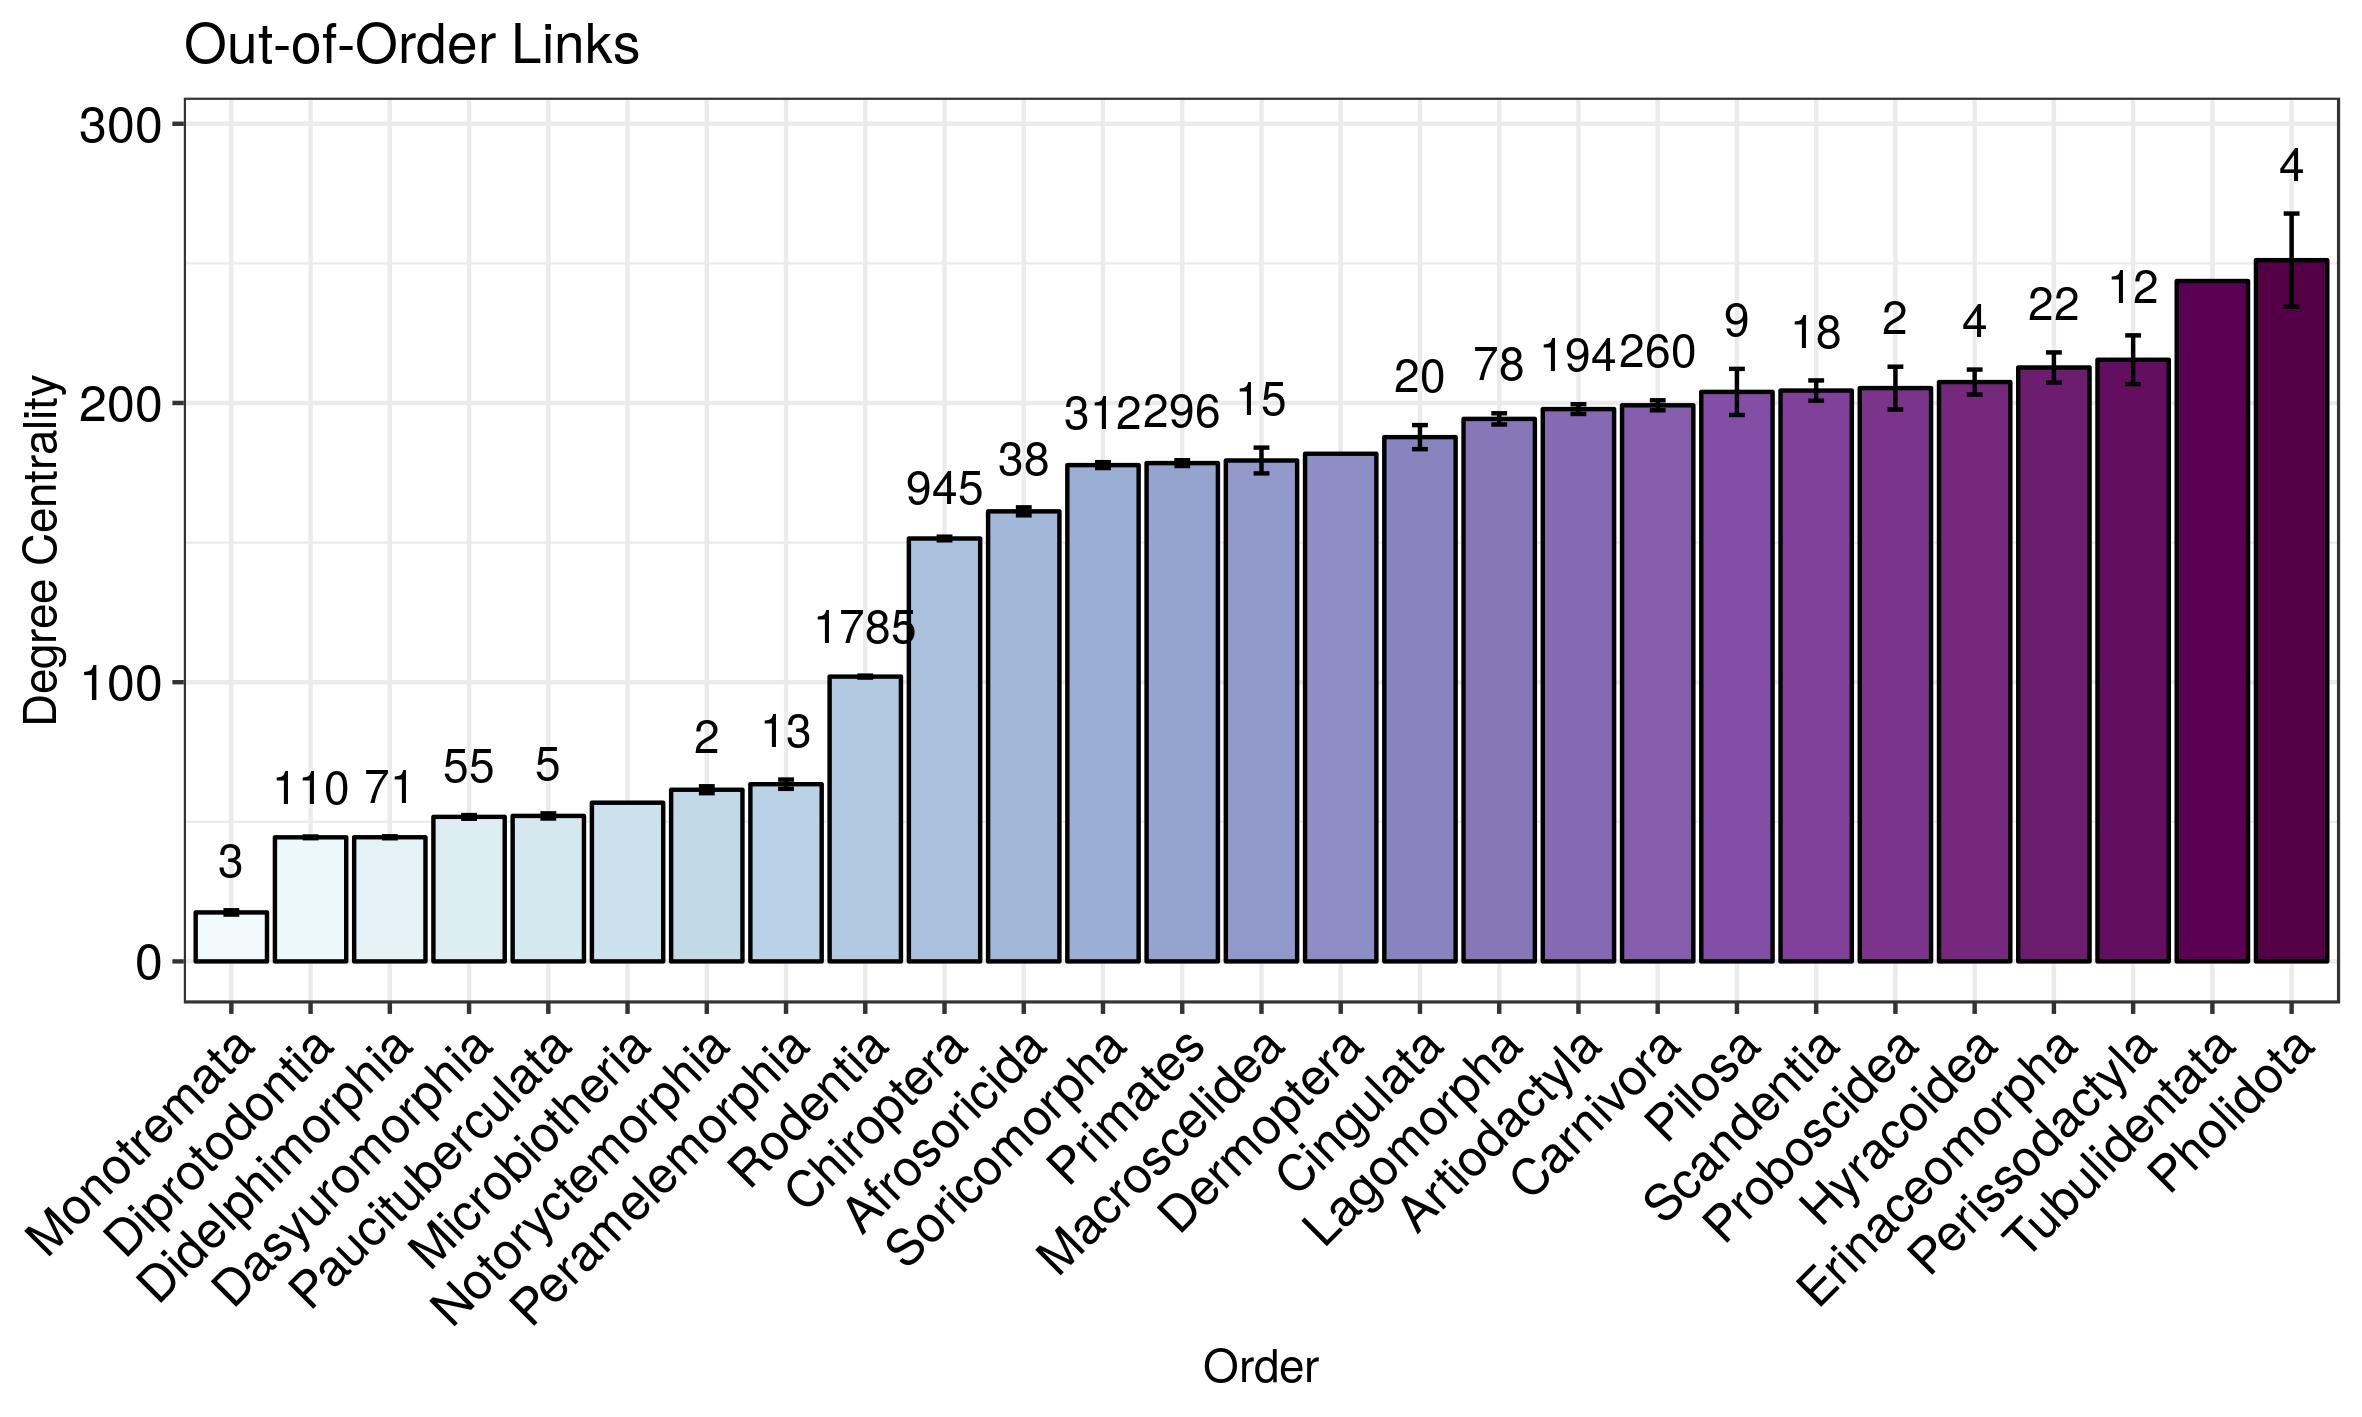 Out-of-Order Links
300
200
100
0
Degree Centrality
3
110
71
55
5
2
13
1785
945
38
312
296
15
20
78
194
260
9
18
2
4
22
12
4
Monotremata
Diprotodontia
Didelphimorphia
Dasyuromorphia
Paucituberculata
Microbiotheria
Notoryctemorphia
Peramelemorphia
Rodentia
Chiroptera
Afrosoricida
Soricomorpha
Primates
Macroscelidea
Dermoptera
Cingulata
Lagomorpha
Artiodactyla
Carnivora
Pilosa
Scandentia
Proboscidea
Hyracoidea
Erinaceomorpha
Perissodactyla
Tubulidentata
Pholidota
Order